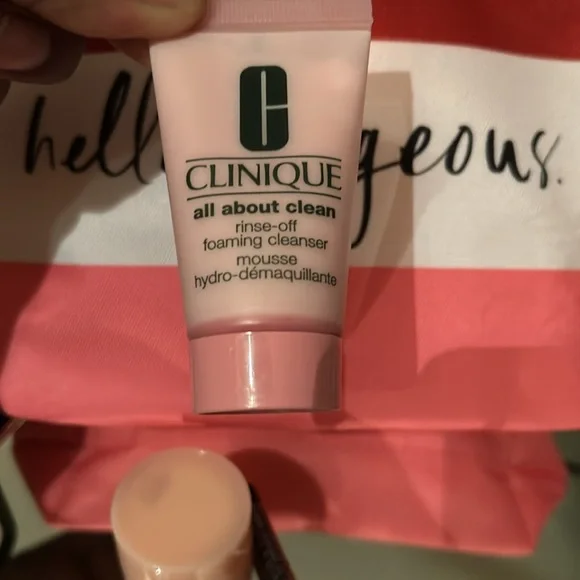 CLINIQUE
all about clean
rinse-off
foaming cleanser
mousse
hydro-démaquillante
hell geous.